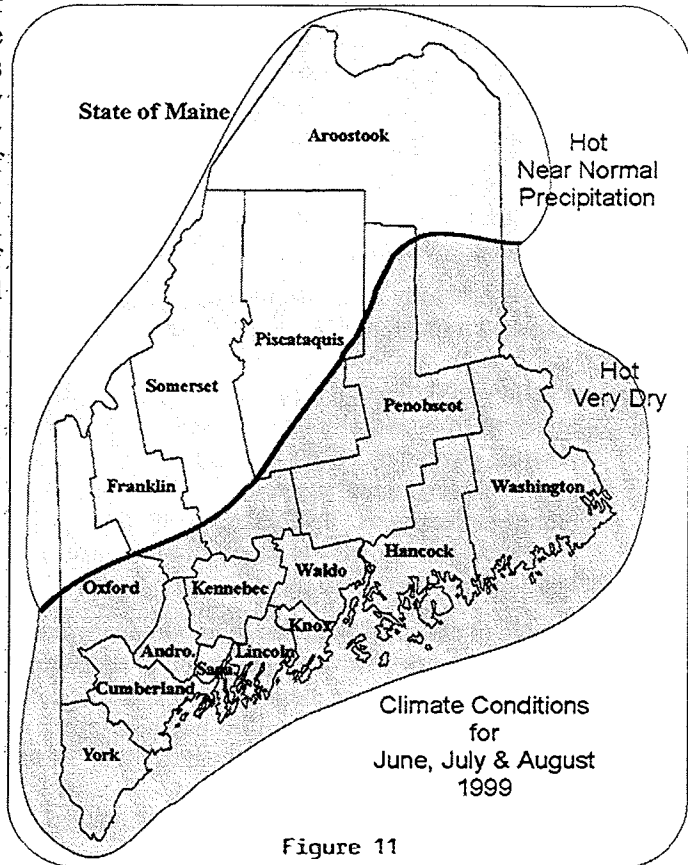 State of Maine
Aroostook
Hot
Near Normal
Precipitation
Piscataquis
Somerset
Hot
Very Dry
Penobscot
Franklin
Washington
Oxford
Kennebec
Waldo
Hancock
Knox
Andro.
Saga.
Lincoln
Cumberland
York
Climate Conditions
for
June, July & August
1999
Figure 11